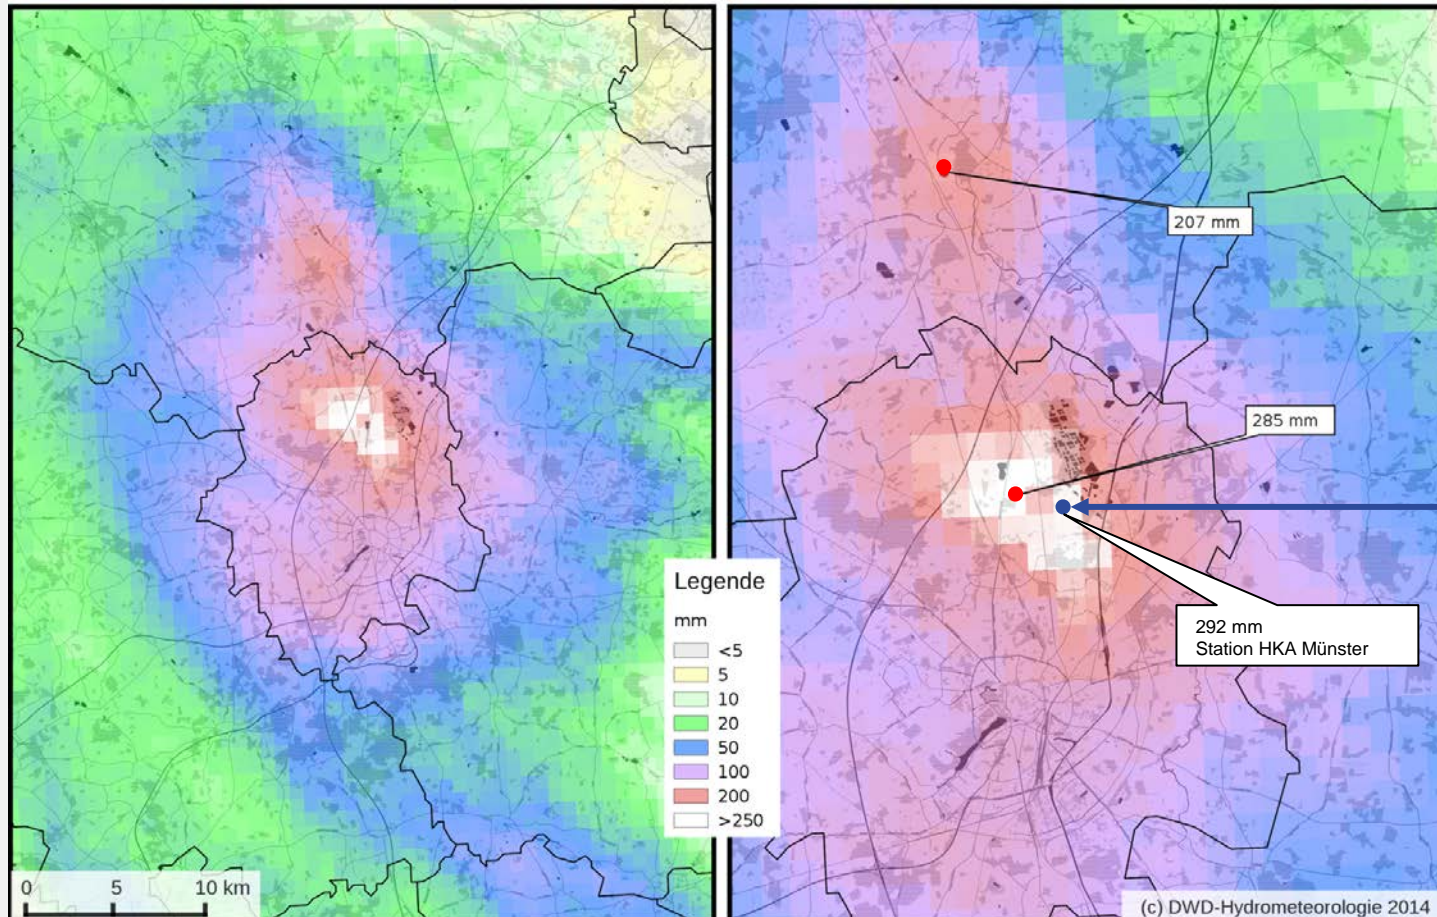 207 mm
285 mm
292 mm
Station HKA Münster
Legende
mm
<5
5
10
20
50
100
200
>250
0 5 10 km
(c) DWD-Hydrometeorologie 2014